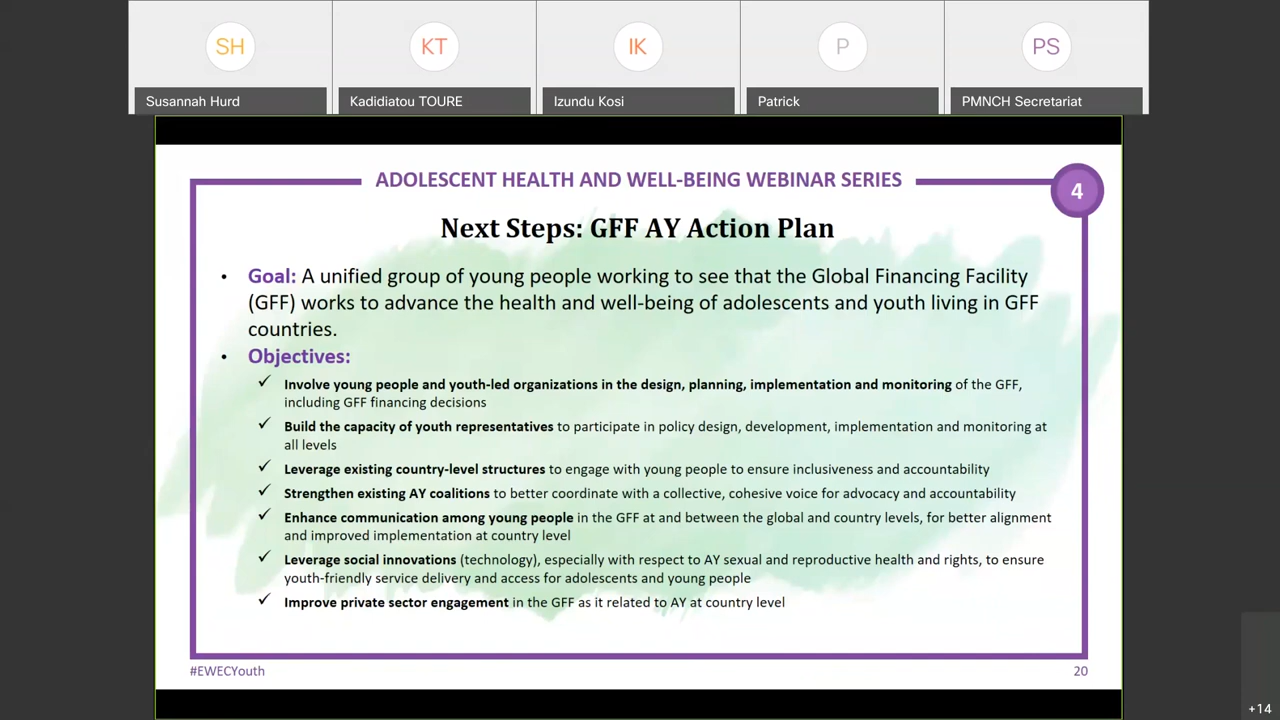 SH
KT
IK
P
PS
Susannah Hurd
Kadidiatou TOURE
Izundu Kosi
Patrick
PMNCH Secretariat
ADOLESCENT HEALTH AND WELL-BEING WEBINAR SERIES
4
Next Steps: GFF AY Action Plan
• Goal: A unified group of young people working to see that the Global Financing Facility
(GFF) works to advance the health and well-being of adolescents and youth living in GFF
countries.
• Objectives:
✓ Involve young people and youth-led organizations in the design, planning, implementation and monitoring of the GFF,
including GFF financing decisions
✓ Build the capacity of youth representatives to participate in policy design, development, implementation and monitoring at
all levels
✓ Leverage existing country-level structures to engage with young people to ensure inclusiveness and accountability
✓ Strengthen existing AY coalitions to better coordinate with a collective, cohesive voice for advocacy and accountability
✓ Enhance communication among young people in the GFF at and between the global and country levels, for better alignment
and improved implementation at country level
✓ Leverage social innovations (technology), especially with respect to AY sexual and reproductive health and rights, to ensure
youth-friendly service delivery and access for adolescents and young people
✓ Improve private sector engagement in the GFF as it related to AY at country level
#EWECYouth
20
+14